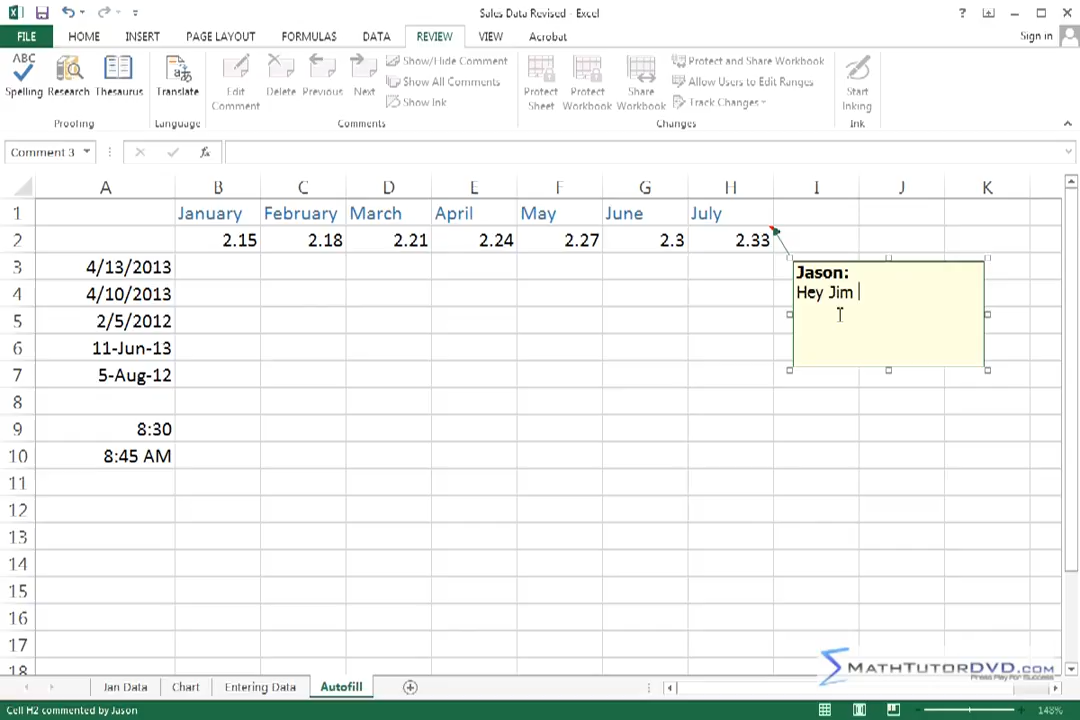 Sales Data Revised - Excel
FILE HOME INSERT PAGE LAYOUT FORMULAS DATA REVIEW VIEW Acrobat Sign in
ABC
Spelling Research Thesaurus Translate Edit Comment Delete Previous Next Show/Hide Comment Show All Comments Show Ink Protect Sheet Protect Workbook Share Workbook Protect and Share Workbook Allow Users to Edit Ranges Track Changes Start Inking
Proofing Language Comments Changes Ink
Comment 3 fx
A B C D E F G H I J K
1 January February March April May June July
2 2.15 2.18 2.21 2.24 2.27 2.3 2.33
3 4/13/2013
4 4/10/2013
5 2/5/2012
6 11-Jun-13
7 5-Aug-12
8
9 8:30
10 8:45 AM
11
12
13
14
15
16
17
18
Jason:
Hey Jim
MATHTUTORDVD.COM
Press Play For Success
Jan Data Chart Entering Data Autofill
Cell H2 commented by Jason 148%